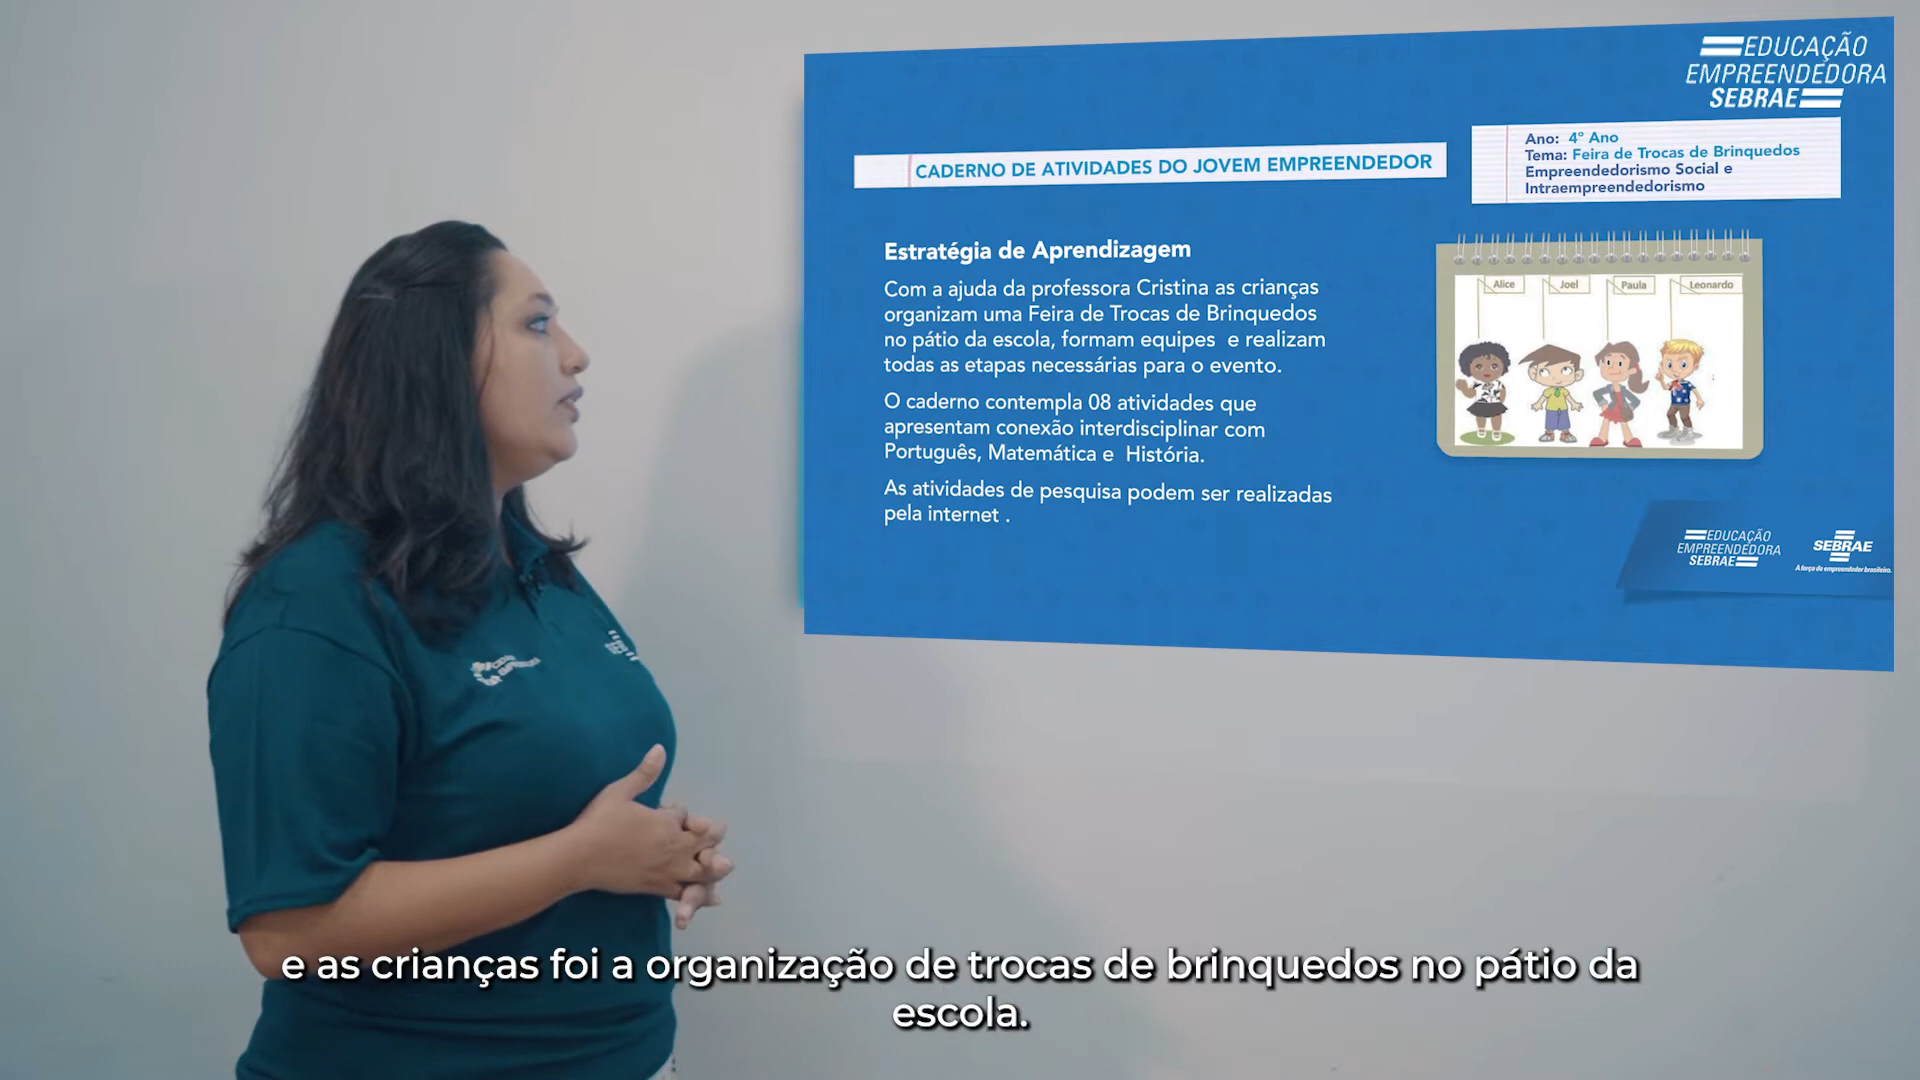 EDUCAÇÃO
EMPREENDEDORA
SEBRAE
CADERNO DE ATIVIDADES DO JOVEM EMPREENDEDOR
Ano: 4º Ano
Tema: Feira de Trocas de Brinquedos
Empreendedorismo Social e
Intraempreendedorismo
Estratégia de Aprendizagem
Com a ajuda da professora Cristina as crianças
organizam uma Feira de Trocas de Brinquedos
no pátio da escola, formam equipes e realizam
todas as etapas necessárias para o evento.
O caderno contempla 08 atividades que
apresentam conexão interdisciplinar com
Português, Matemática e História.
As atividades de pesquisa podem ser realizadas
pela internet .
Alice
Joel
Paula
Leonardo
EDUCAÇÃO
EMPREENDEDORA
SEBRAE
SEBRAE
A força do empreendedor brasileiro.
e as crianças foi a organização de trocas de brinquedos no pátio da
escola.